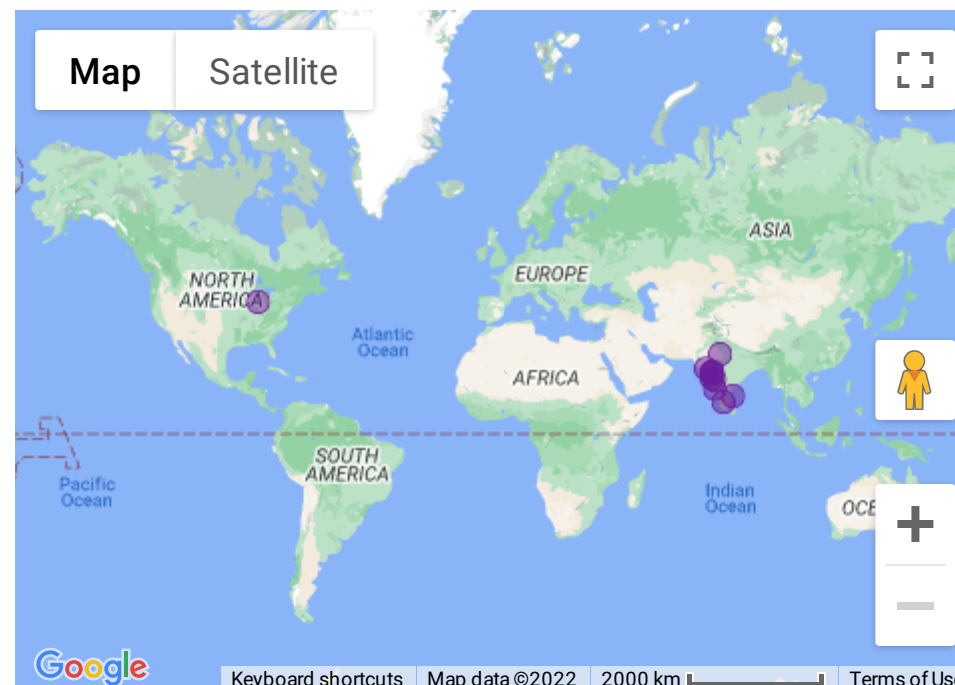 Map
Satellite
ASIA
NORTH
AMERICA
EUROPE
Atlantic
Ocean
AFRICA
SOUTH
AMERICA
Pacific
Ocean
Indian
Ocean
OCE
Google
Keyboard shortcuts
Map data ©2022
2000 km
Terms of Us